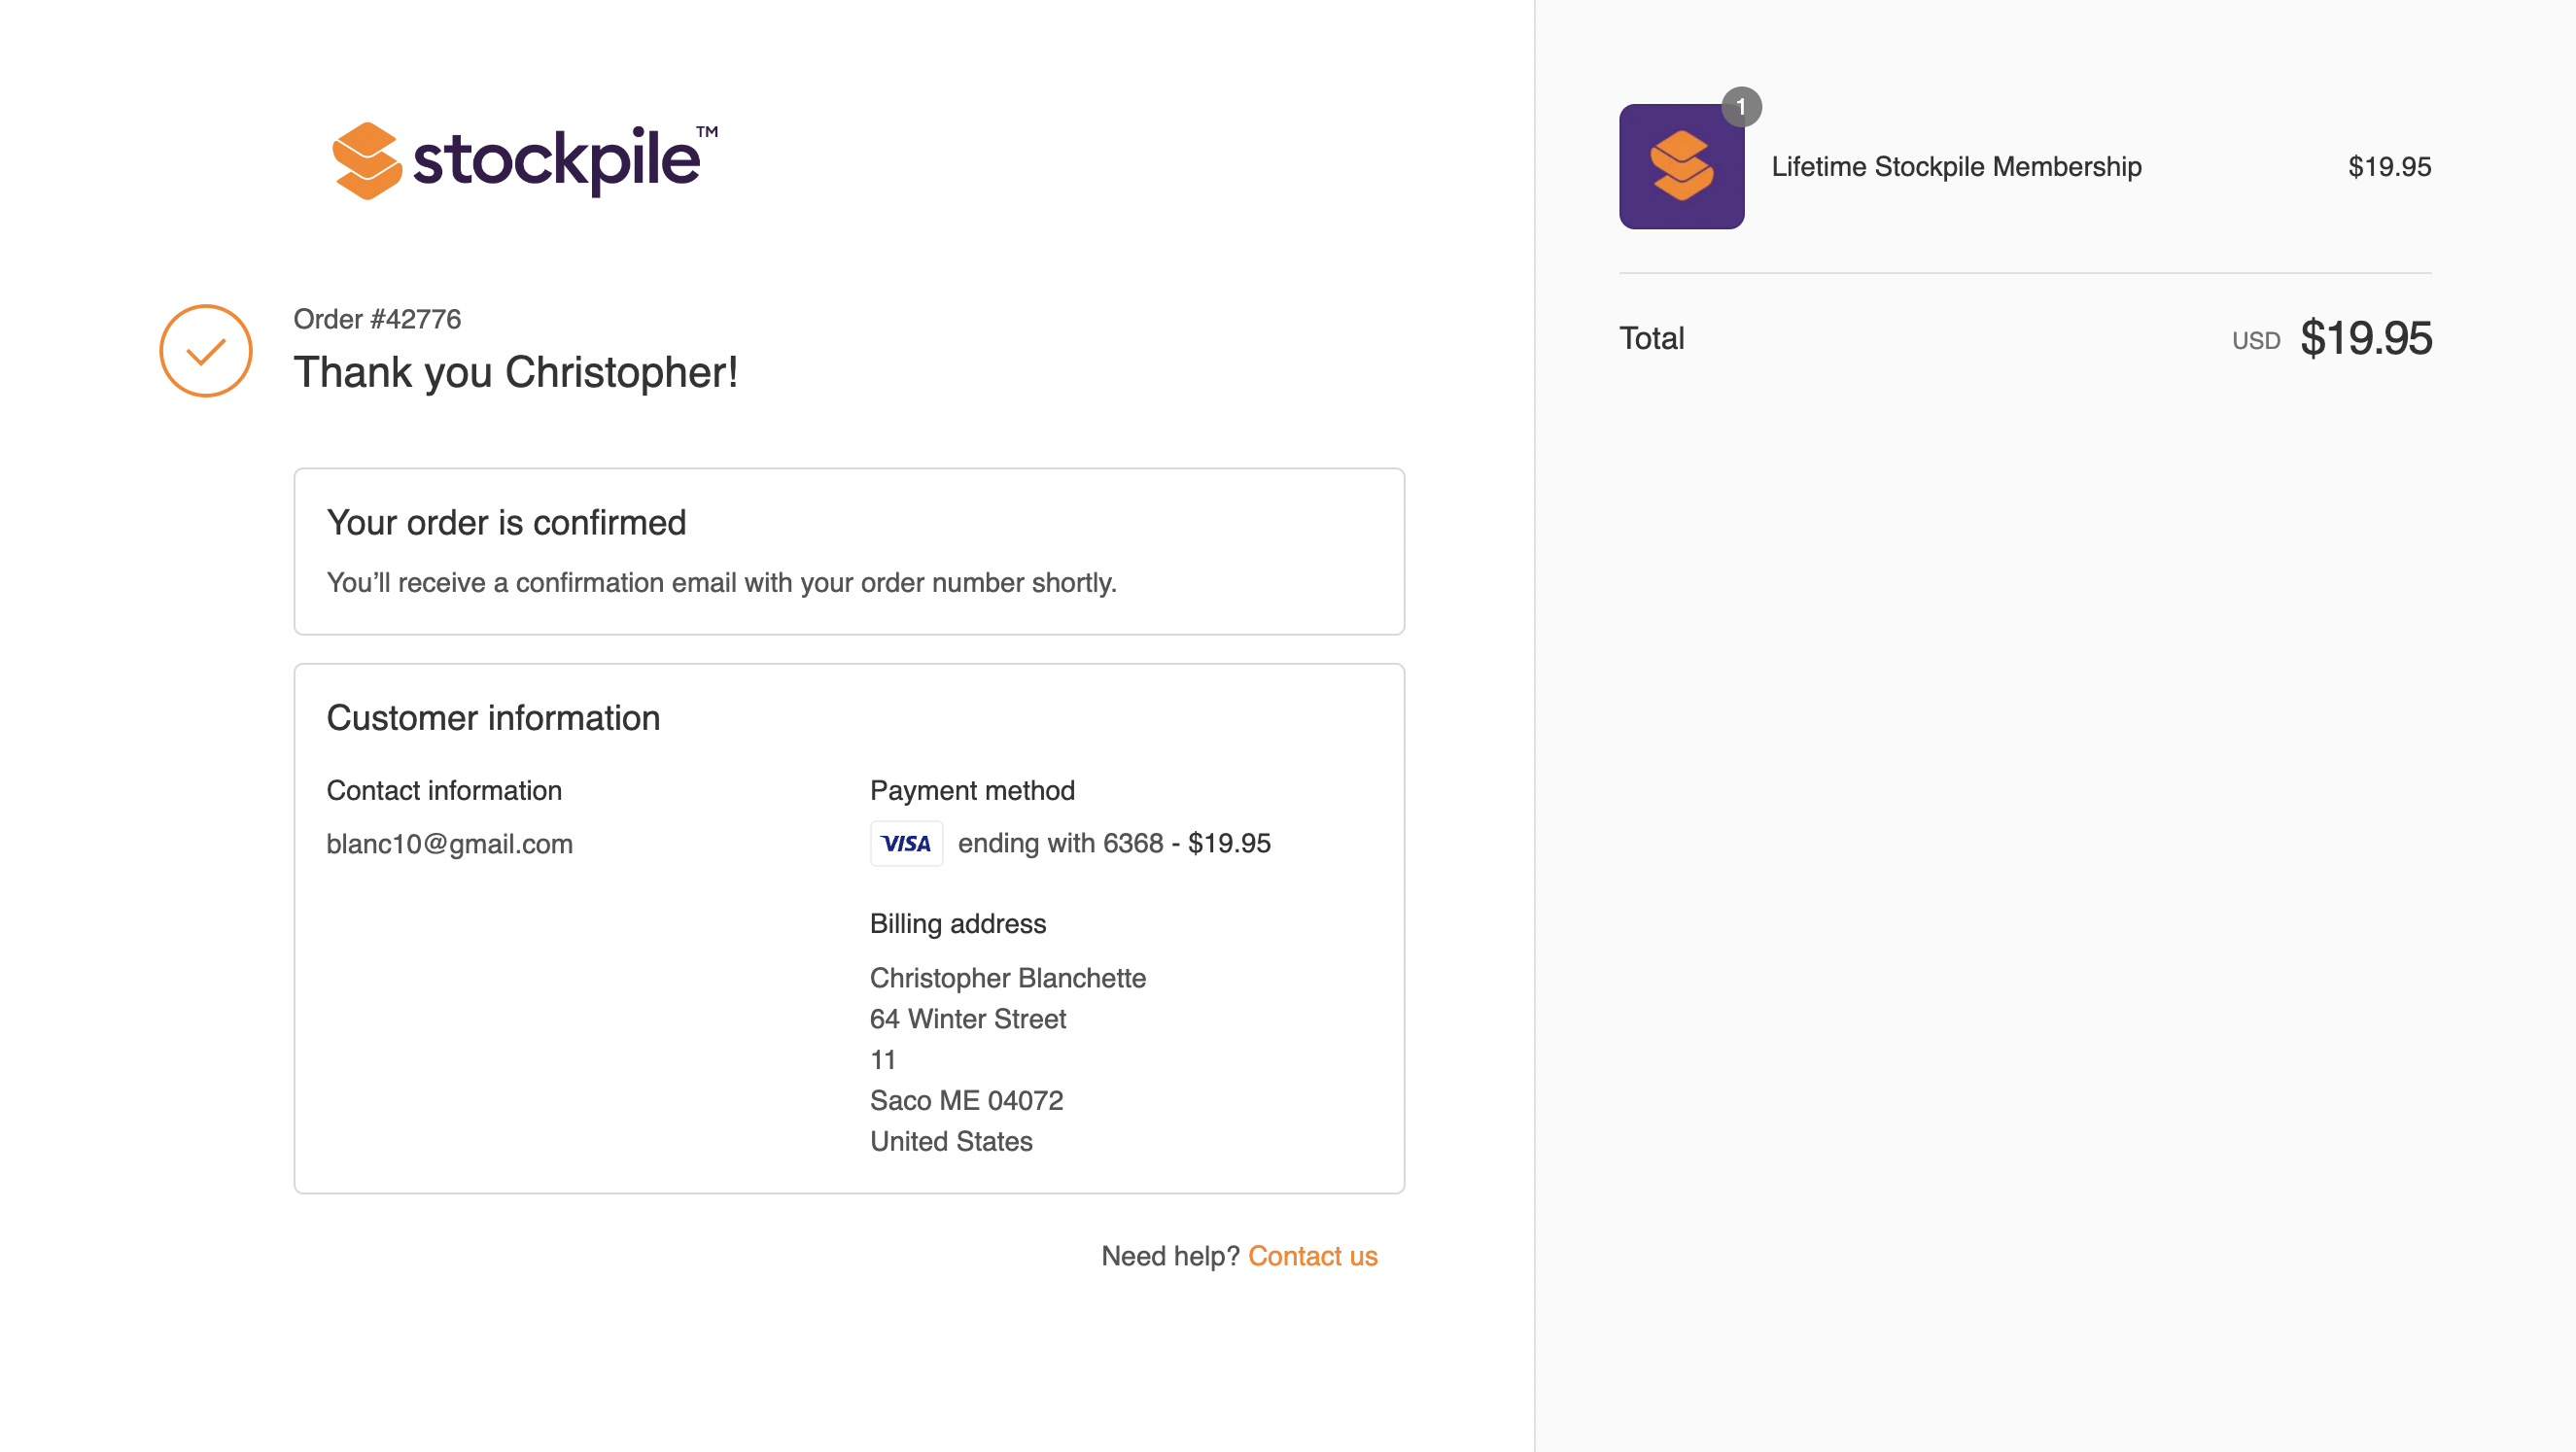 stockpile™
Order #42776
Thank you Christopher!
Your order is confirmed
You’ll receive a confirmation email with your order number shortly.
Customer information
Contact information
blanc10@gmail.com
Payment method
VISA ending with 6368 - $19.95
Billing address
Christopher Blanchette
64 Winter Street
11
Saco ME 04072
United States
Need help? Contact us
1
Lifetime Stockpile Membership $19.95
Total USD $19.95